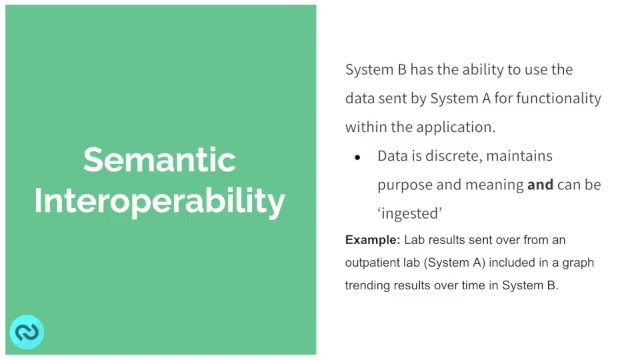 Semantic
Interoperability
System B has the ability to use the
data sent by System A for functionality
within the application.
● Data is discrete, maintains
purpose and meaning and can be
‘ingested’
Example: Lab results sent over from an
outpatient lab (System A) included in a graph
trending results over time in System B.